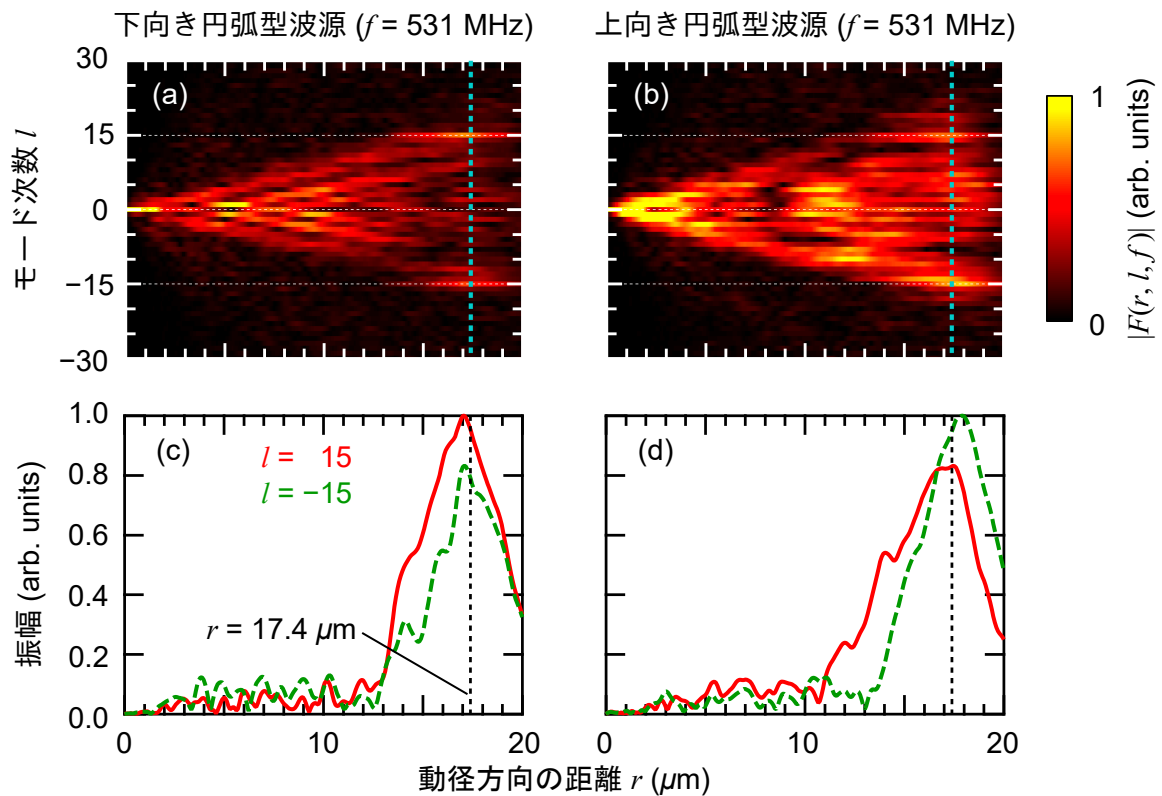 下向き円弧型波源 (f = 531 MHz)
上向き円弧型波源 (f = 531 MHz)
モード次数 l
30
15
0
−15
−30
(a)
(b)
1
0
|F(r, l, f)| (arb. units)
振幅 (arb. units)
1.0
0.8
0.6
0.4
0.2
0.0
(c)
l = 15
l = −15
r = 17.4 µm
(d)
0
10
20
0
10
20
動径方向の距離 r (µm)